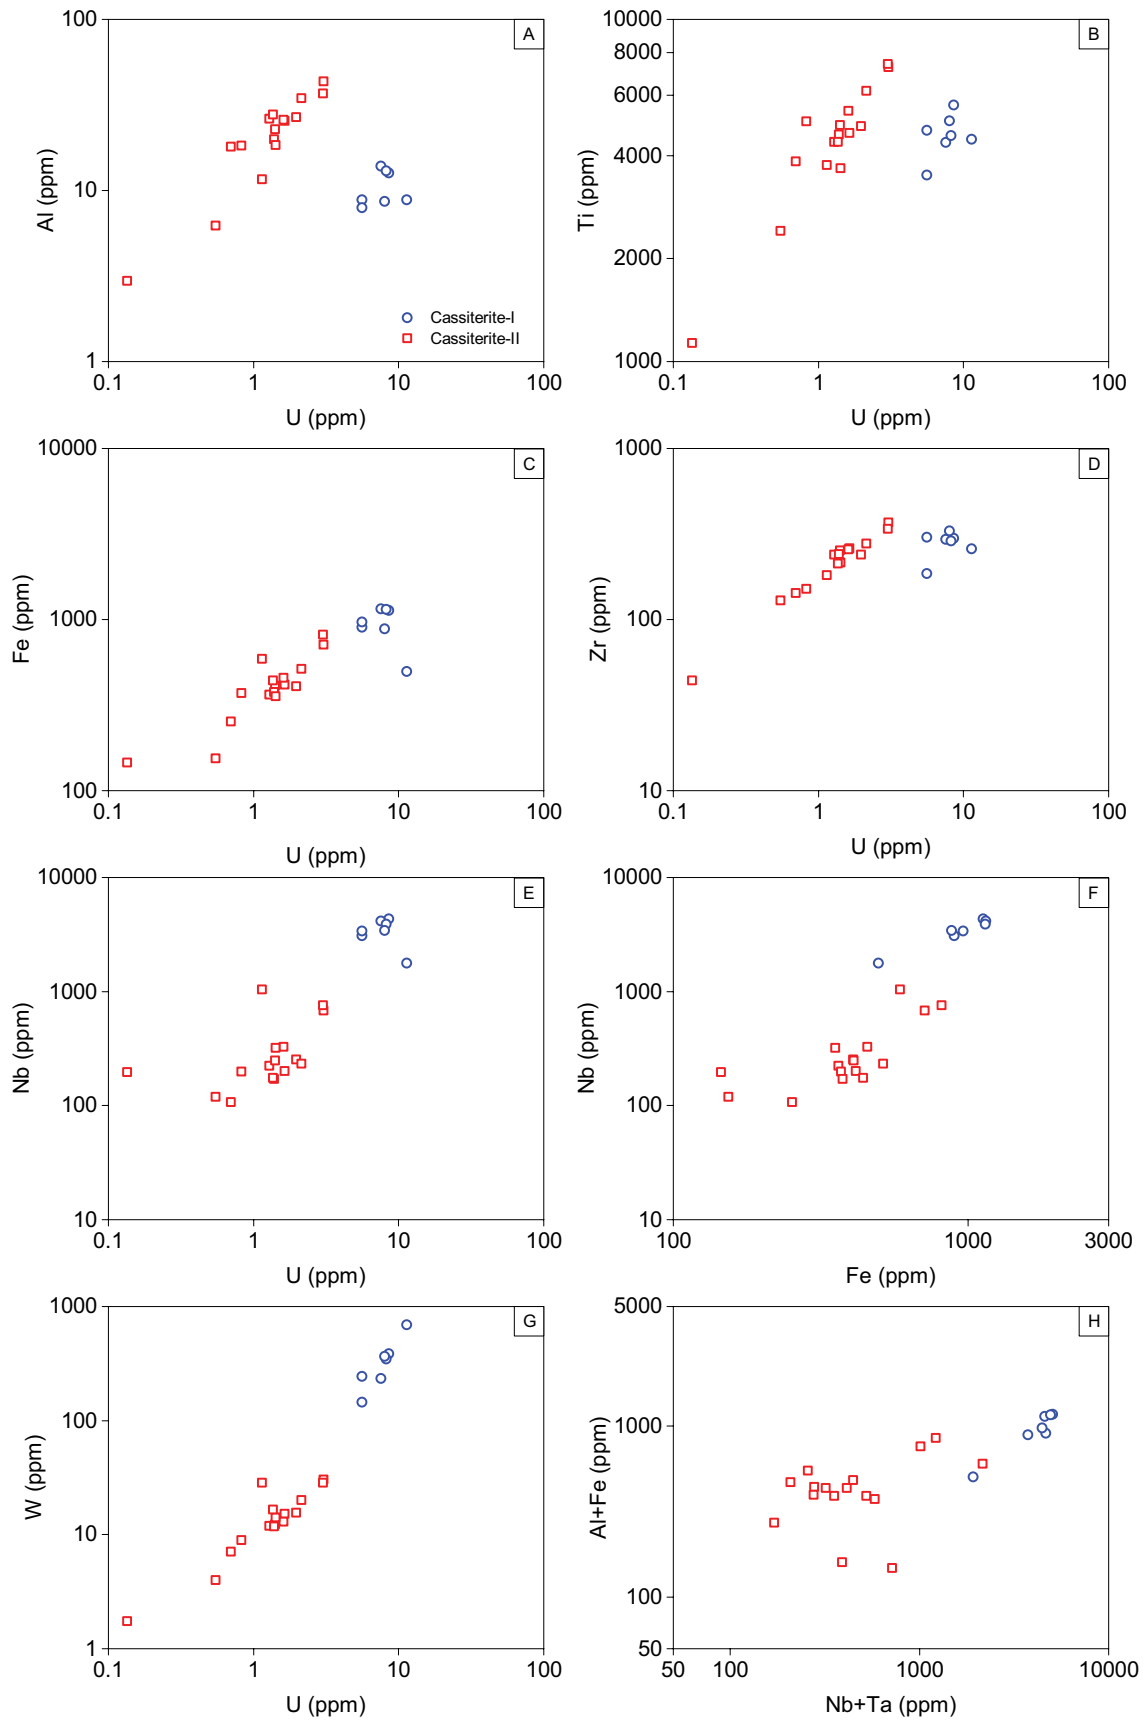 100
A
Al (ppm)
10
Cassiterite-I
Cassiterite-II
1
0.1 1 10 100
U (ppm)
10000
B
8000
6000
4000
Ti (ppm)
2000
1000
0.1 1 10 100
U (ppm)
10000
C
Fe (ppm)
1000
100
0.1 1 10 100
U (ppm)
1000
D
Zr (ppm)
100
10
0.1 1 10 100
U (ppm)
10000
E
1000
Nb (ppm)
100
10
0.1 1 10 100
U (ppm)
10000
F
1000
Nb (ppm)
100
10
100 1000 3000
Fe (ppm)
1000
G
100
W (ppm)
10
1
0.1 1 10 100
U (ppm)
5000
H
1000
Al+Fe (ppm)
100
50
50 100 1000 10000
Nb+Ta (ppm)